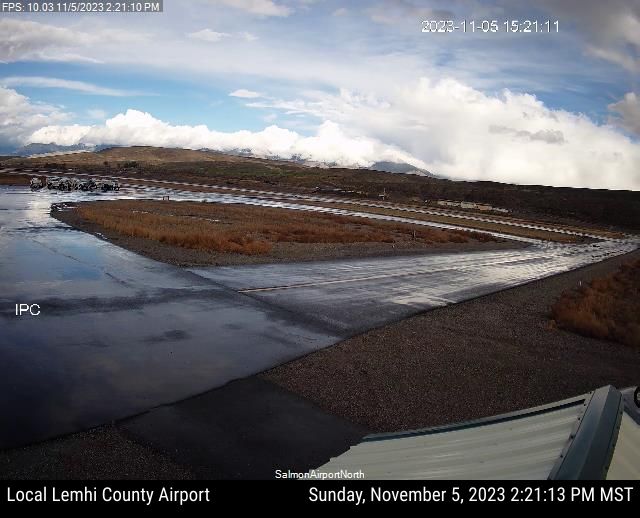 FPS: 10.03 11/5/2023 2:21:10 PM
2023-11-05 15:21:11
IPC
SalmonAirportNorth
Local Lemhi County Airport
Sunday, November 5, 2023 2:21:13 PM MST